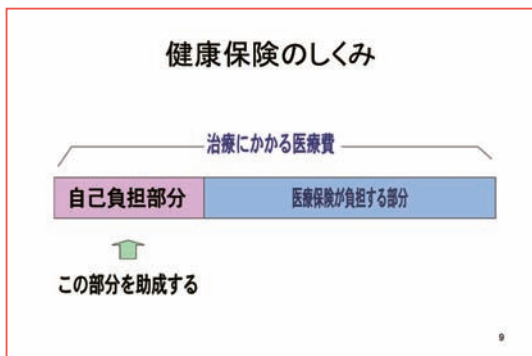 健康保険のしくみ
治療にかかる医療費
自己負担部分 医療保険が負担する部分
この部分を助成する
9